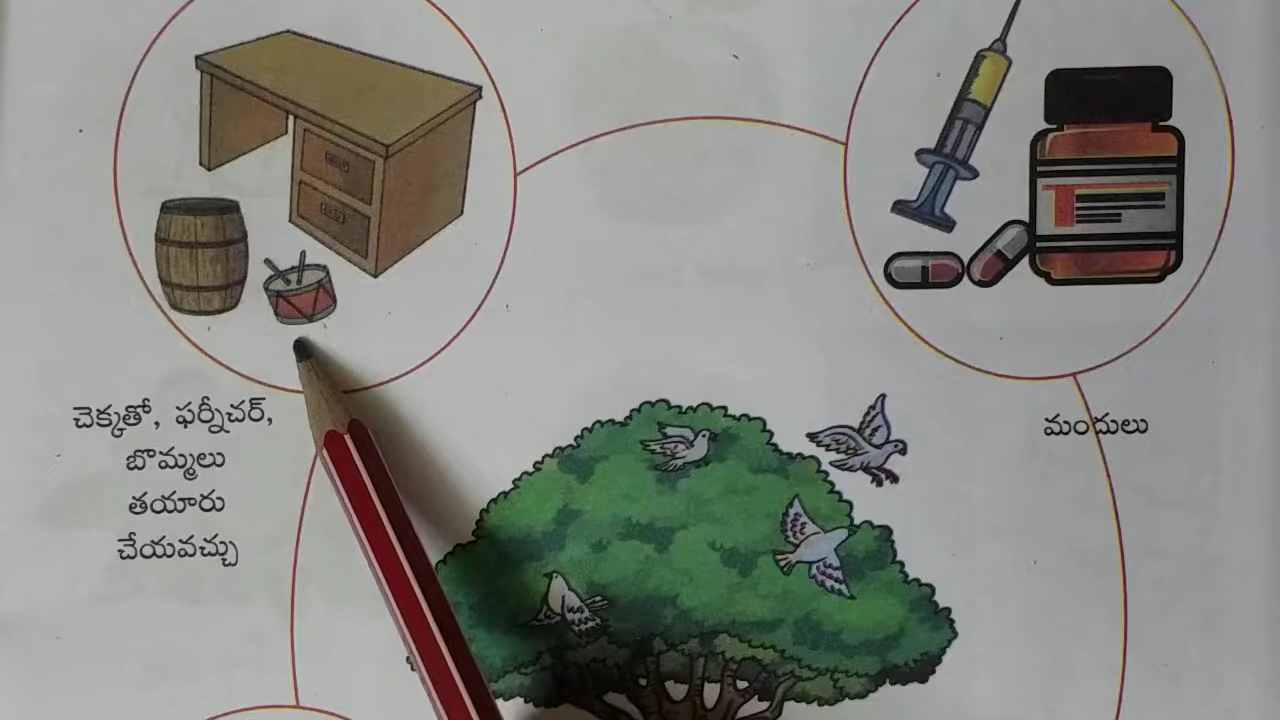 చెక్కతో, ఫర్నీచర్,
బొమ్మలు
తయారు
చేయవచ్చు
మందులు